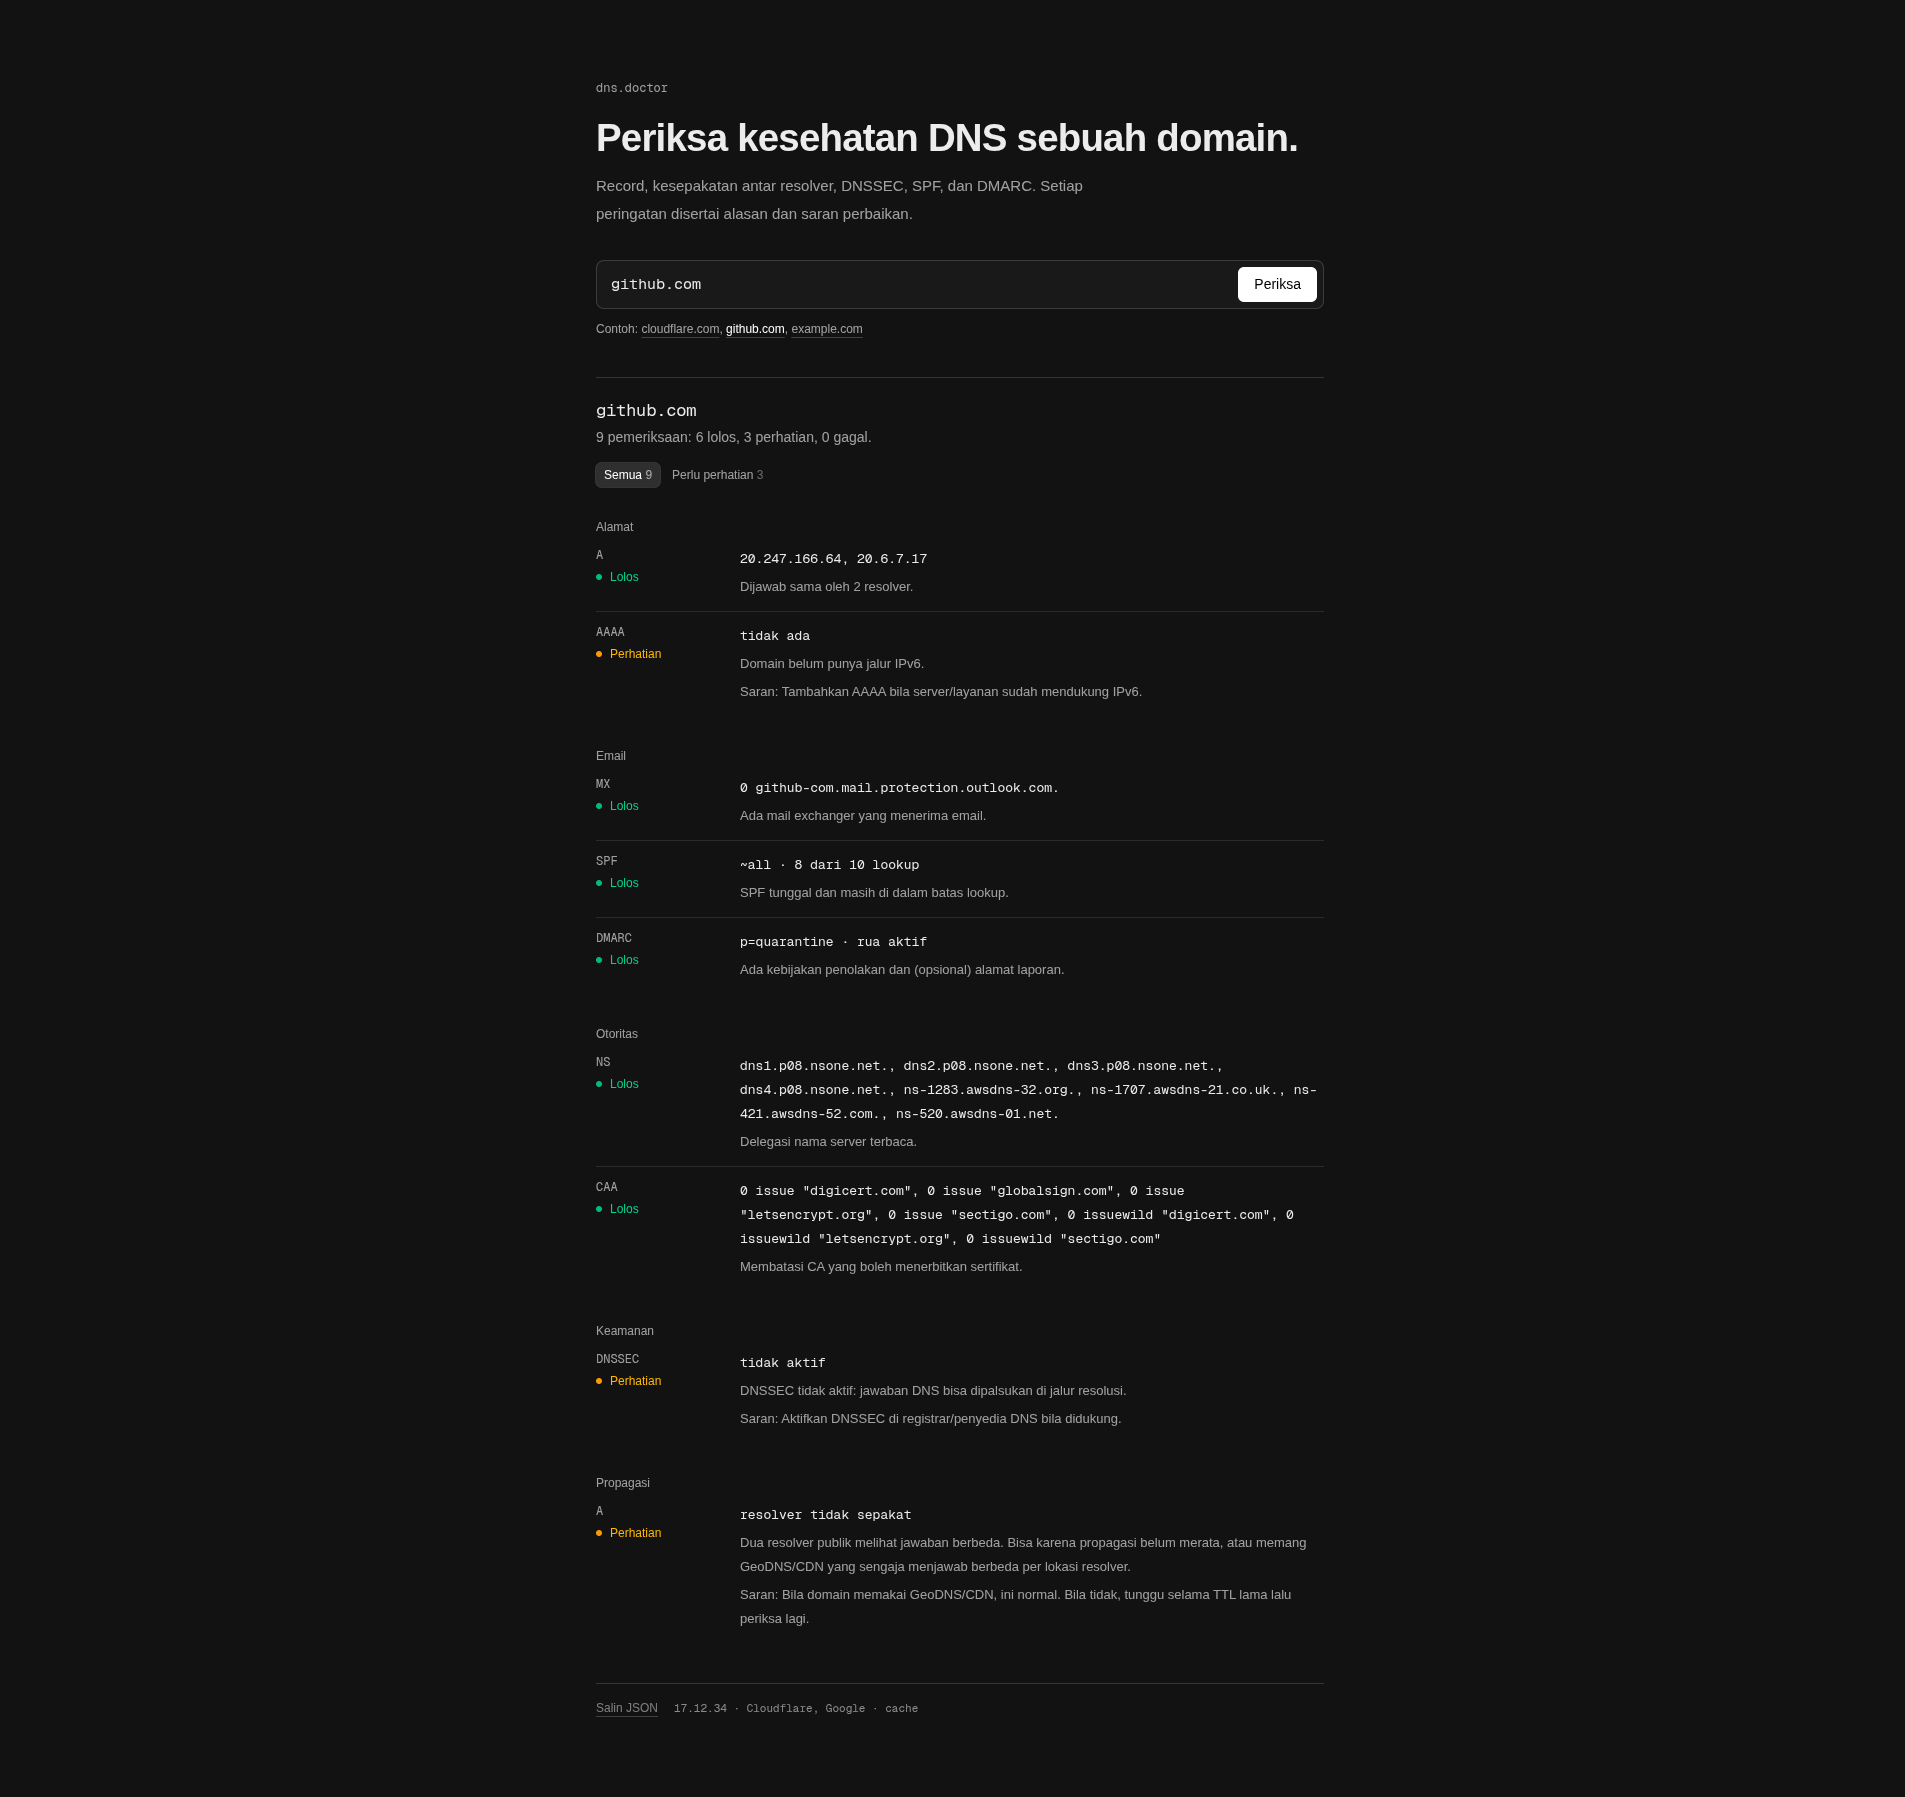 dns.doctor
Periksa kesehatan DNS sebuah domain.
Record, kesepakatan antar resolver, DNSSEC, SPF, dan DMARC. Setiap
peringatan disertai alasan dan saran perbaikan.
github.com
Periksa
Contoh: cloudflare.com, github.com, example.com
github.com
9 pemeriksaan: 6 lolos, 3 perhatian, 0 gagal.
Semua 9 Perlu perhatian 3
Alamat
A
Lolos
20.247.166.64, 20.6.7.17
Dijawab sama oleh 2 resolver.
AAAA
Perhatian
tidak ada
Domain belum punya jalur IPv6.
Saran: Tambahkan AAAA bila server/layanan sudah mendukung IPv6.
Email
MX
Lolos
0 github-com.mail.protection.outlook.com.
Ada mail exchanger yang menerima email.
SPF
Lolos
~all · 8 dari 10 lookup
SPF tunggal dan masih di dalam batas lookup.
DMARC
Lolos
p=quarantine · rua aktif
Ada kebijakan penolakan dan (opsional) alamat laporan.
Otoritas
NS
Lolos
dns1.p08.nsone.net., dns2.p08.nsone.net., dns3.p08.nsone.net.,
dns4.p08.nsone.net., ns-1283.awsdns-32.org., ns-1707.awsdns-21.co.uk., ns-
421.awsdns-52.com., ns-520.awsdns-01.net.
Delegasi nama server terbaca.
CAA
Lolos
0 issue "digicert.com", 0 issue "globalsign.com", 0 issue
"letsencrypt.org", 0 issue "sectigo.com", 0 issuewild "digicert.com", 0
issuewild "letsencrypt.org", 0 issuewild "sectigo.com"
Membatasi CA yang boleh menerbitkan sertifikat.
Keamanan
DNSSEC
Perhatian
tidak aktif
DNSSEC tidak aktif: jawaban DNS bisa dipalsukan di jalur resolusi.
Saran: Aktifkan DNSSEC di registrar/penyedia DNS bila didukung.
Propagasi
A
Perhatian
resolver tidak sepakat
Dua resolver publik melihat jawaban berbeda. Bisa karena propagasi belum merata, atau memang
GeoDNS/CDN yang sengaja menjawab berbeda per lokasi resolver.
Saran: Bila domain memakai GeoDNS/CDN, ini normal. Bila tidak, tunggu selama TTL lama lalu
periksa lagi.
Salin JSON 17.12.34 · Cloudflare, Google · cache